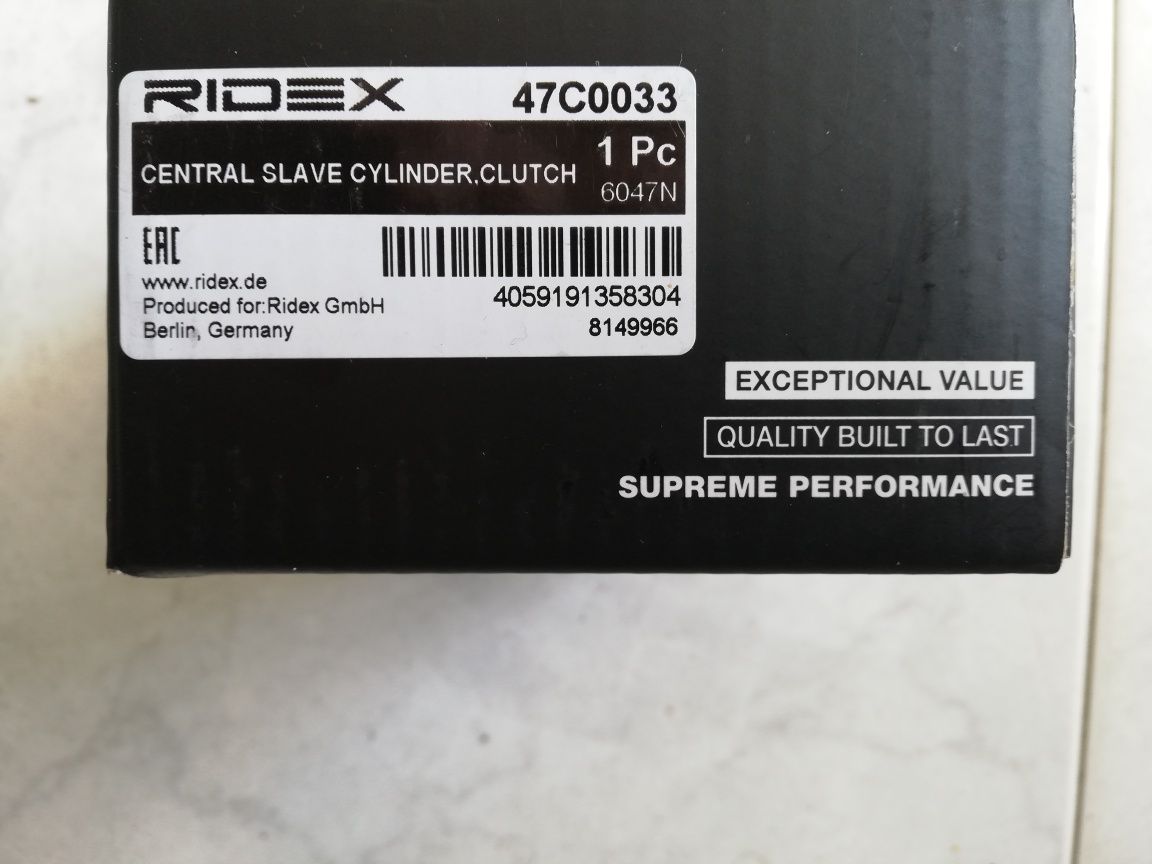 RIDEX 47C0033
CENTRAL SLAVE CYLINDER,CLUTCH 1 Pc
6047N
EAC
www.ridex.de
Produced for:Ridex GmbH
Berlin, Germany
4059191358304
8149966
EXCEPTIONAL VALUE
QUALITY BUILT TO LAST
SUPREME PERFORMANCE